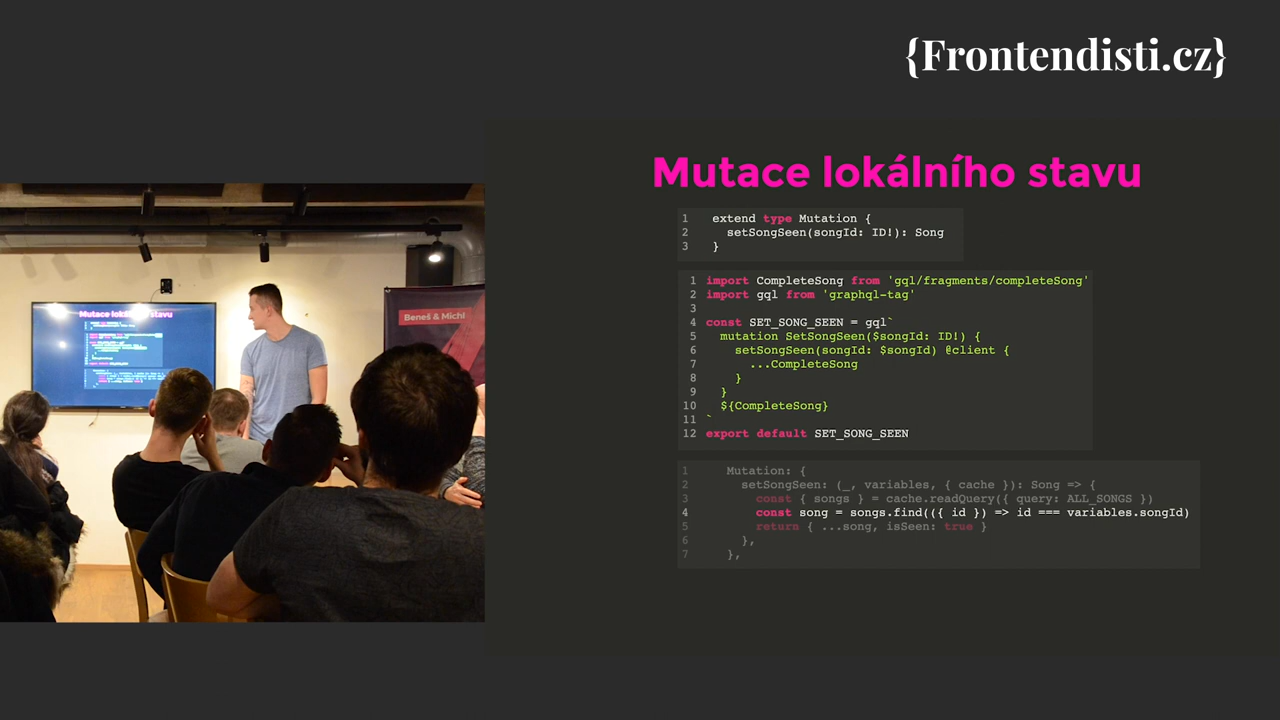 {Frontendisti.cz}
Mutace lokálního stavu
1 extend type Mutation {
2 setSongSeen(songId: ID!): Song
3 }
1 import CompleteSong from 'gql/fragments/completeSong'
2 import gql from 'graphql-tag'
3
4 const SET_SONG_SEEN = gql`
5 mutation SetSongSeen($songId: ID!) {
6 setSongSeen(songId: $songId) @client {
7 ...CompleteSong
8 }
9 }
10 ${CompleteSong}
11 `
12 export default SET_SONG_SEEN
1 Mutation: {
2 setSongSeen: (_, variables, { cache }): Song => {
3 const { songs } = cache.readQuery({ query: ALL_SONGS })
4 const song = songs.find(({ id }) => id === variables.songId)
5 return { ...song, isSeen: true }
6 },
7 },
Mutace lokálního stavu
Beneš & Michl